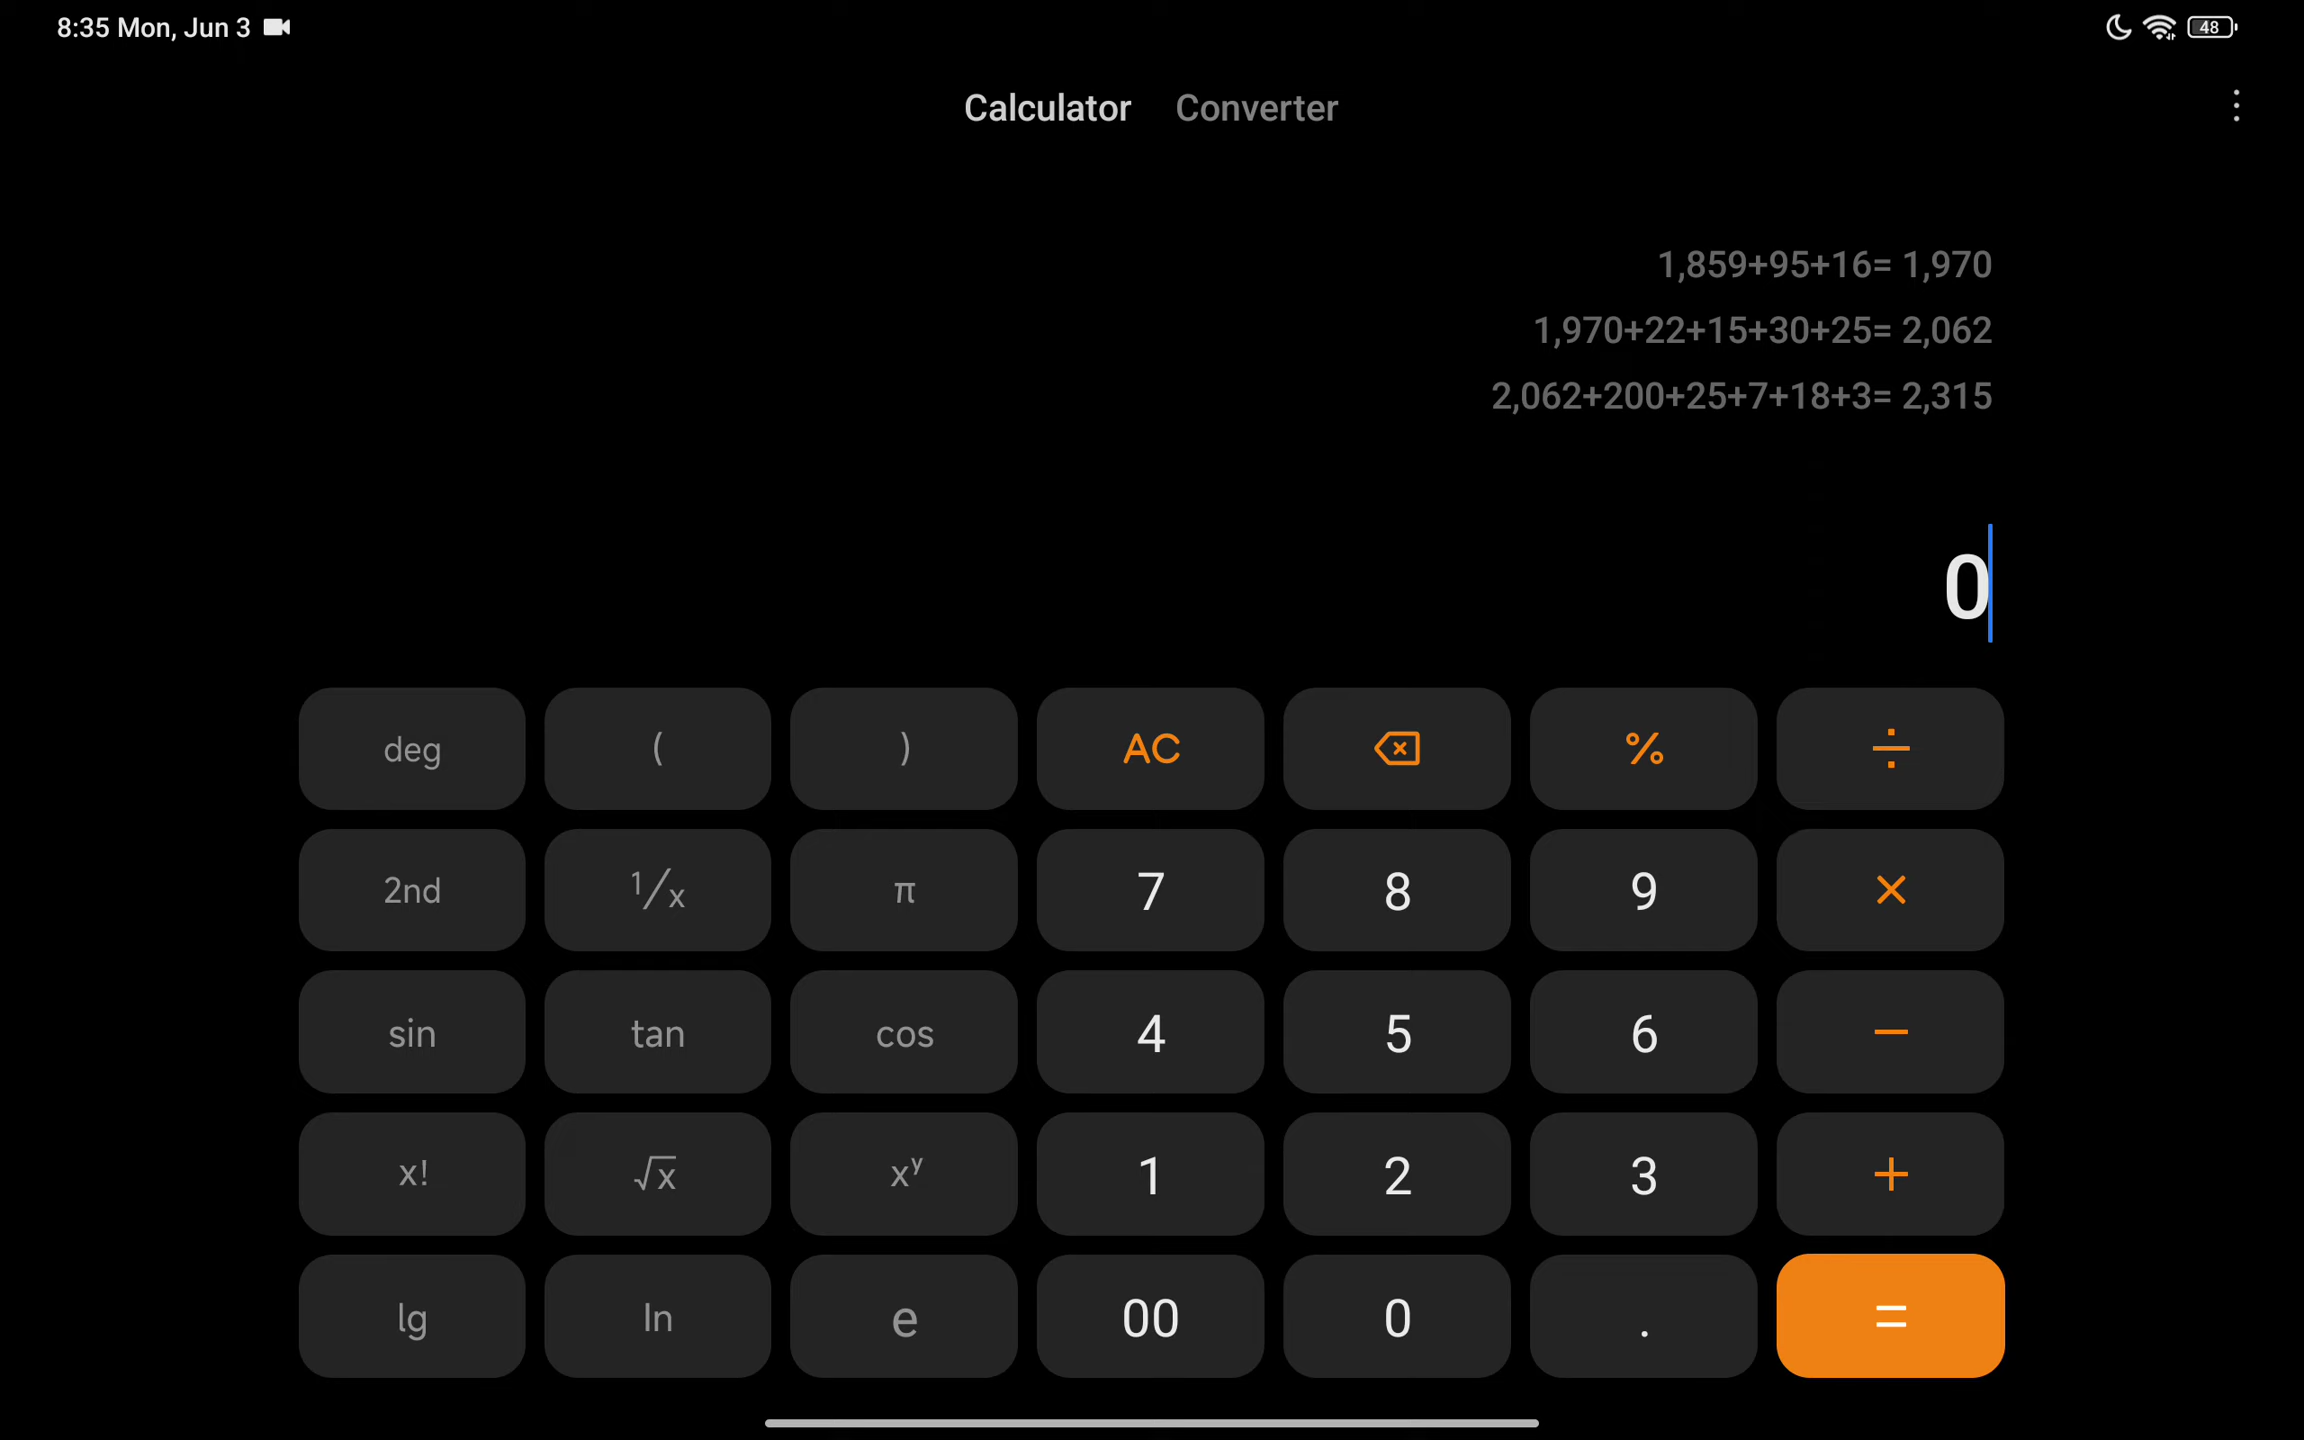 8:35 Mon, Jun 3
48
Calculator Converter
1,859+95+16= 1,970
1,970+22+15+30+25= 2,062
2,062+200+25+7+18+3= 2,315
0
deg ( ) AC % ÷
2nd 1/x π 7 8 9 ×
sin tan cos 4 5 6 −
x! √x xʸ 1 2 3 +
lg ln e 00 0 . =